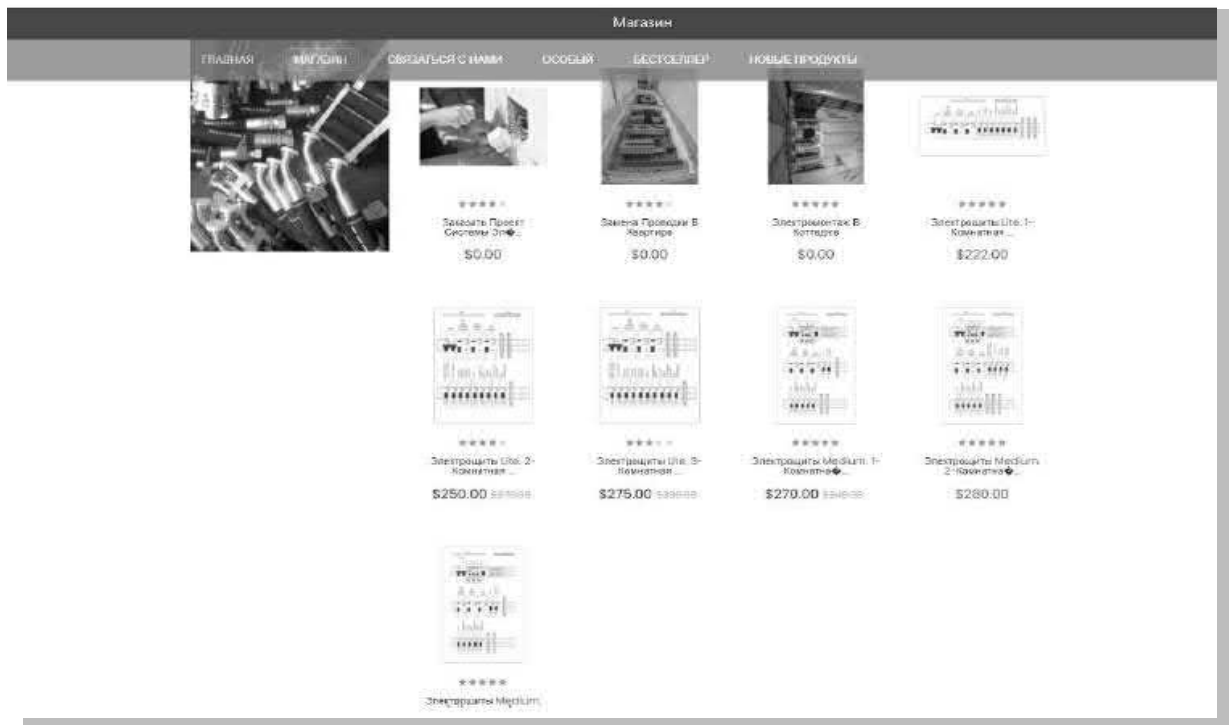 Магазин
ГЛАВНАЯ МАГАЗИН СВЯЗАТЬСЯ С НАМИ ОСОБЫЙ БЕСТСЕЛЛЕР НОВЫЕ ПРОДУКТЫ
Заказать Проект
Системы Эл�...
$0.00
Замена Проводки В
Квартире
$0.00
Электромонтаж В
Коттедже
$0.00
Электрощиты Lite. 1-
Комнатная ...
$222.00
Электрощиты Lite. 2-
Комнатная ...
$250.00
Электрощиты Lite. 3-
Комнатная ...
$275.00
Электрощиты Medium. 1-
Комнатна�...
$270.00
Электрощиты Medium.
2-Комнатна�...
$280.00
Электрощиты Medium.